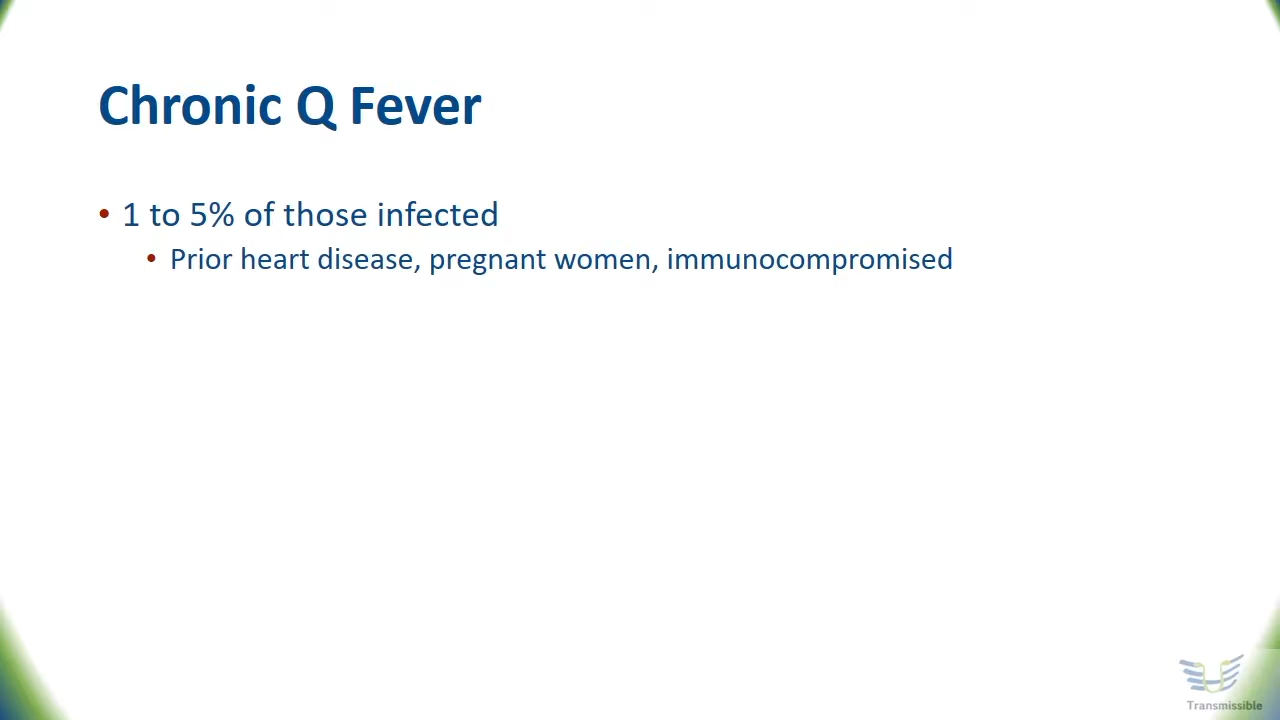 Chronic Q Fever
• 1 to 5% of those infected
• Prior heart disease, pregnant women, immunocompromised
Transmissible